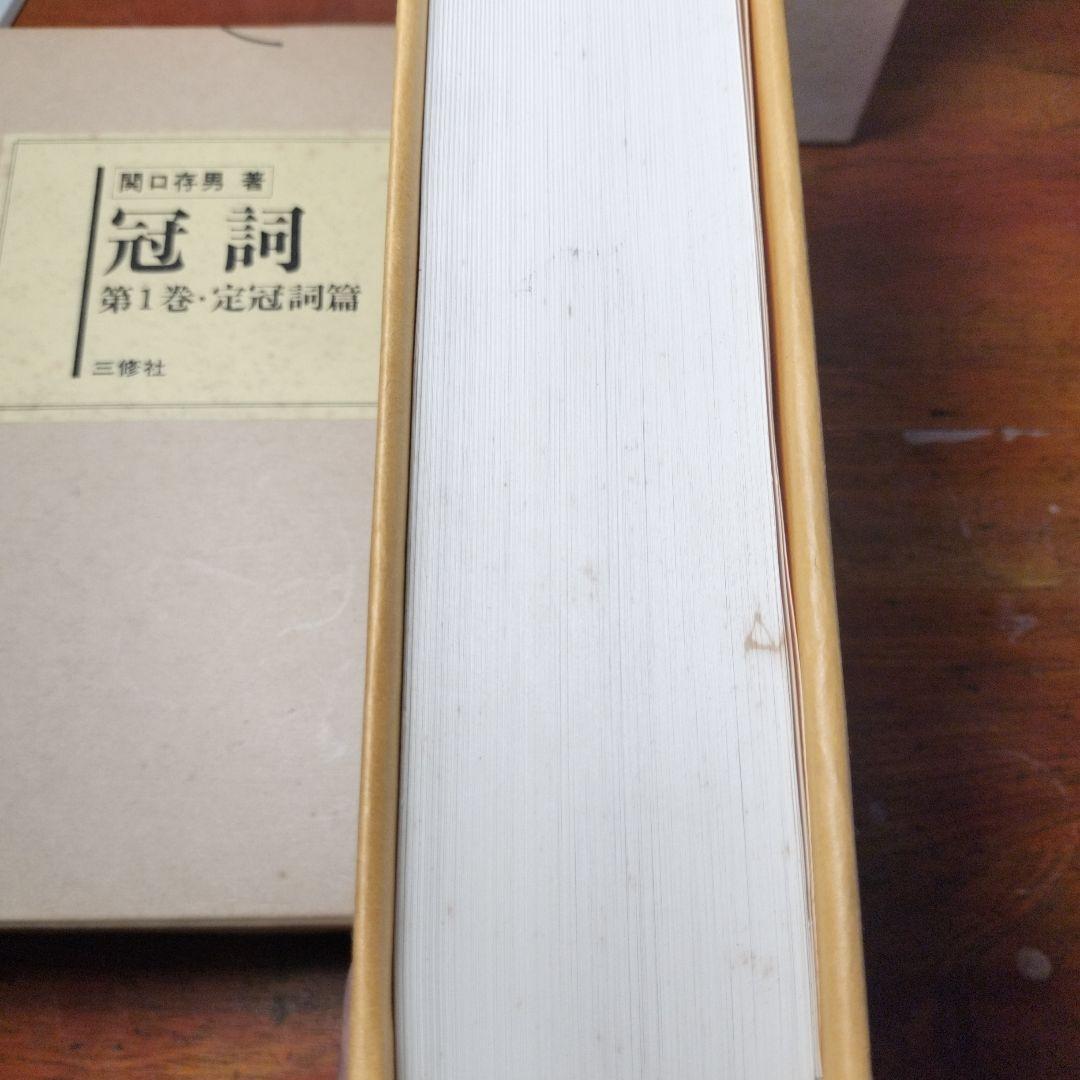 関口存男 著
冠詞
第1巻・定冠詞篇
三修社